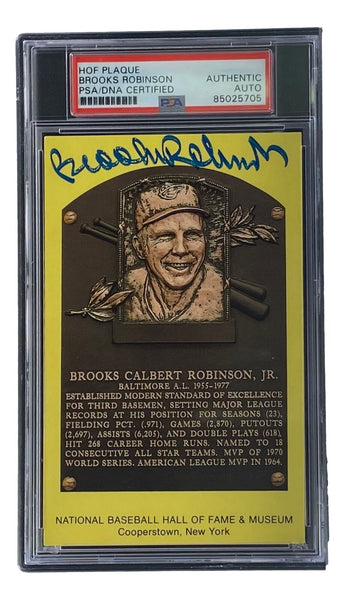 HOF PLAQUE
BROOKS ROBINSON
PSA/DNA CERTIFIED
AUTHENTIC
AUTO
85025705
PSA
Brooks Robinson
BROOKS CALBERT ROBINSON, JR.
BALTIMORE A.L. 1955-1977
ESTABLISHED MODERN STANDARD OF EXCELLENCE
FOR THIRD BASEMEN, SETTING MAJOR LEAGUE
RECORDS AT HIS POSITION FOR SEASONS (23),
FIELDING PCT. (.971), GAMES (2,870), PUTOUTS
(2,697), ASSISTS (6,205), AND DOUBLE PLAYS (618).
HIT 268 CAREER HOME RUNS. NAMED TO 18
CONSECUTIVE ALL STAR TEAMS. MVP OF 1970
WORLD SERIES. AMERICAN LEAGUE MVP IN 1964.
NATIONAL BASEBALL HALL OF FAME & MUSEUM
Cooperstown, New York